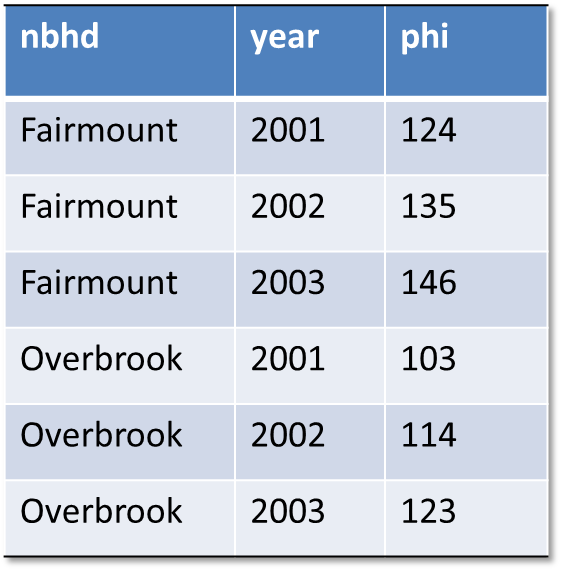 nbhd year phi
Fairmount 2001 124
Fairmount 2002 135
Fairmount 2003 146
Overbrook 2001 103
Overbrook 2002 114
Overbrook 2003 123